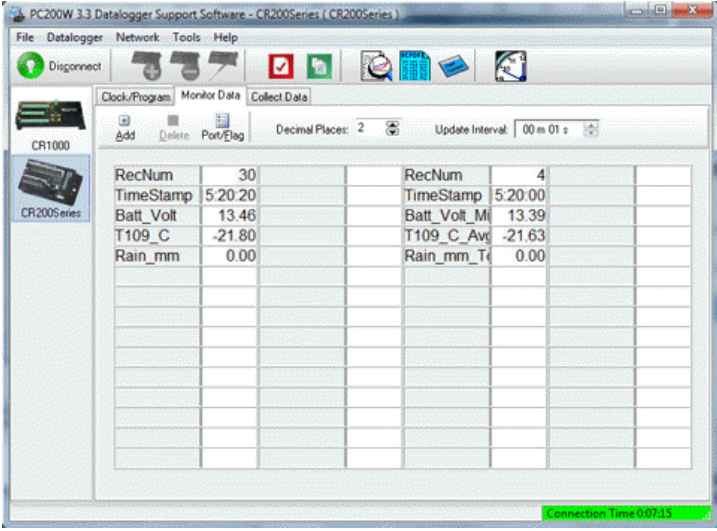 PC200W 3.3 Datalogger Support Software - CR200Series ( CR200Series )
File Datalogger Network Tools Help
Disconnect
Clock/Program Monitor Data Collect Data
Add Delete Port/Flag Decimal Places: 2 Update Interval: 00 m 01 s
CR1000
CR200Series
RecNum 30 RecNum 4
TimeStamp 5:20:20 TimeStamp 5:20:00
Batt_Volt 13.46 Batt_Volt_Mi 13.39
T109_C -21.80 T109_C_Avg -21.63
Rain_mm 0.00 Rain_mm_To 0.00
Connection Time 0:07:15